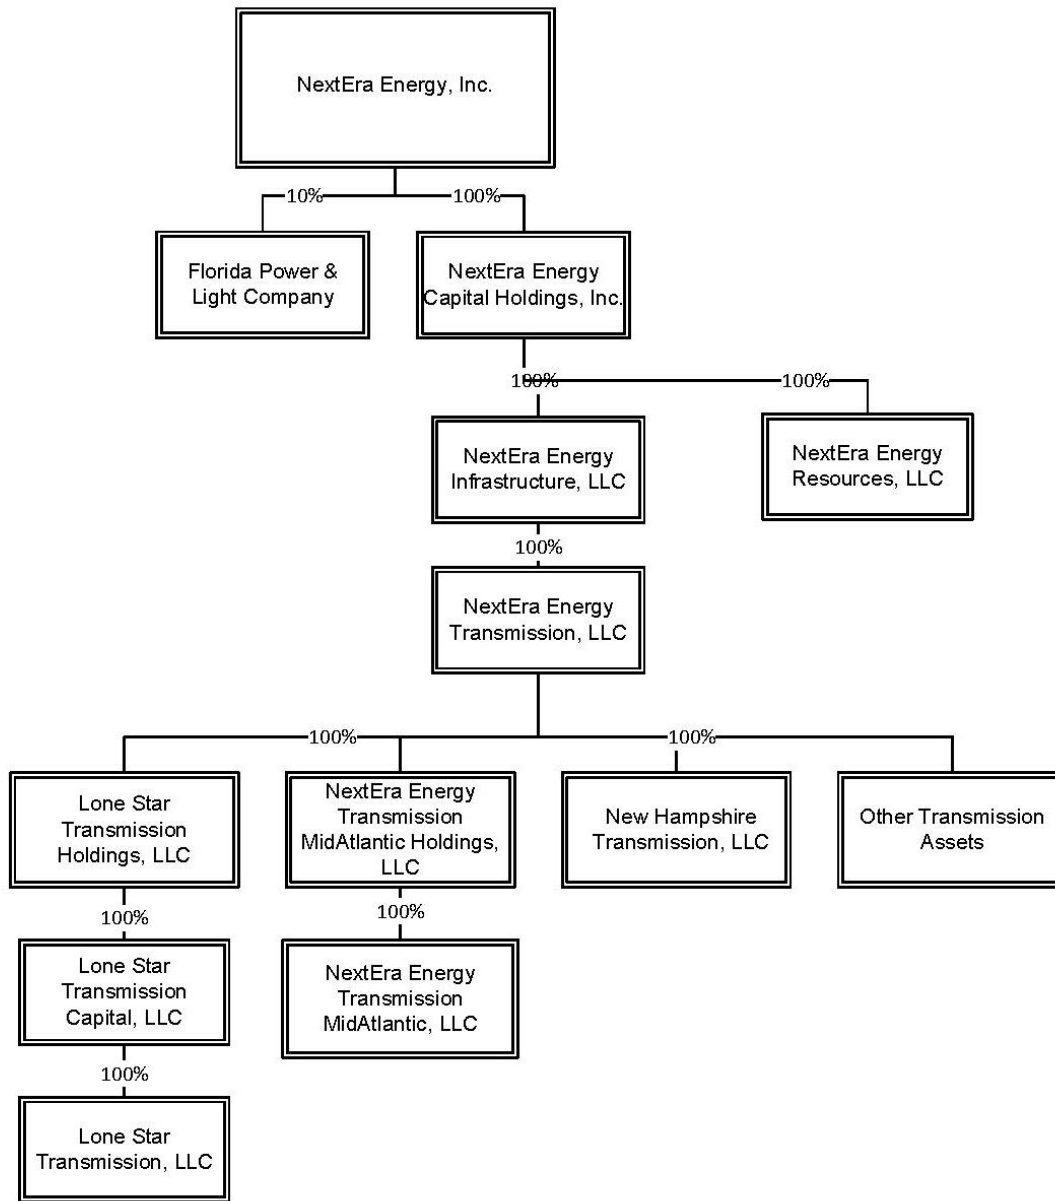 NextEra Energy, Inc.
10%
100%
Florida Power &
Light Company
NextEra Energy
Capital Holdings, Inc.
100%
100%
NextEra Energy
Infrastructure, LLC
NextEra Energy
Resources, LLC
100%
NextEra Energy
Transmission, LLC
100%
100%
Lone Star
Transmission
Holdings, LLC
NextEra Energy
Transmission
MidAtlantic Holdings,
LLC
New Hampshire
Transmission, LLC
Other Transmission
Assets
100%
100%
Lone Star
Transmission
Capital, LLC
NextEra Energy
Transmission
MidAtlantic, LLC
100%
Lone Star
Transmission, LLC